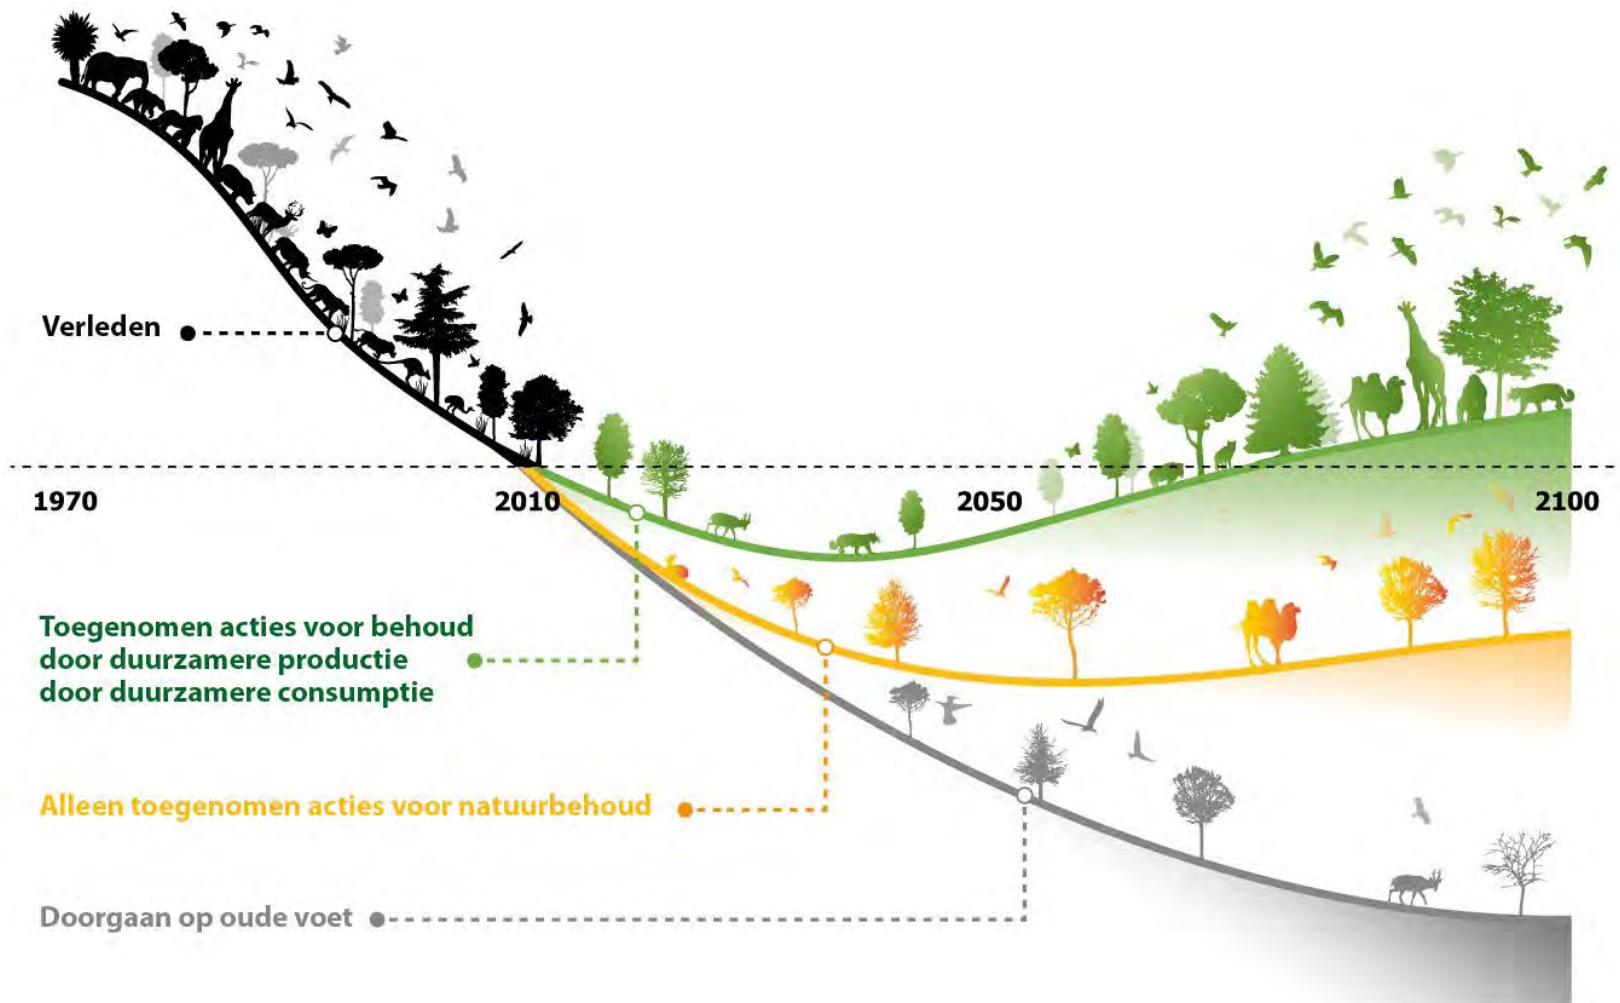 Verleden
1970
2010
2050
2100
Toegenomen acties voor behoud
door duurzamere productie
door duurzamere consumptie
Alleen toegenomen acties voor natuurbehoud
Doorgaan op oude voet